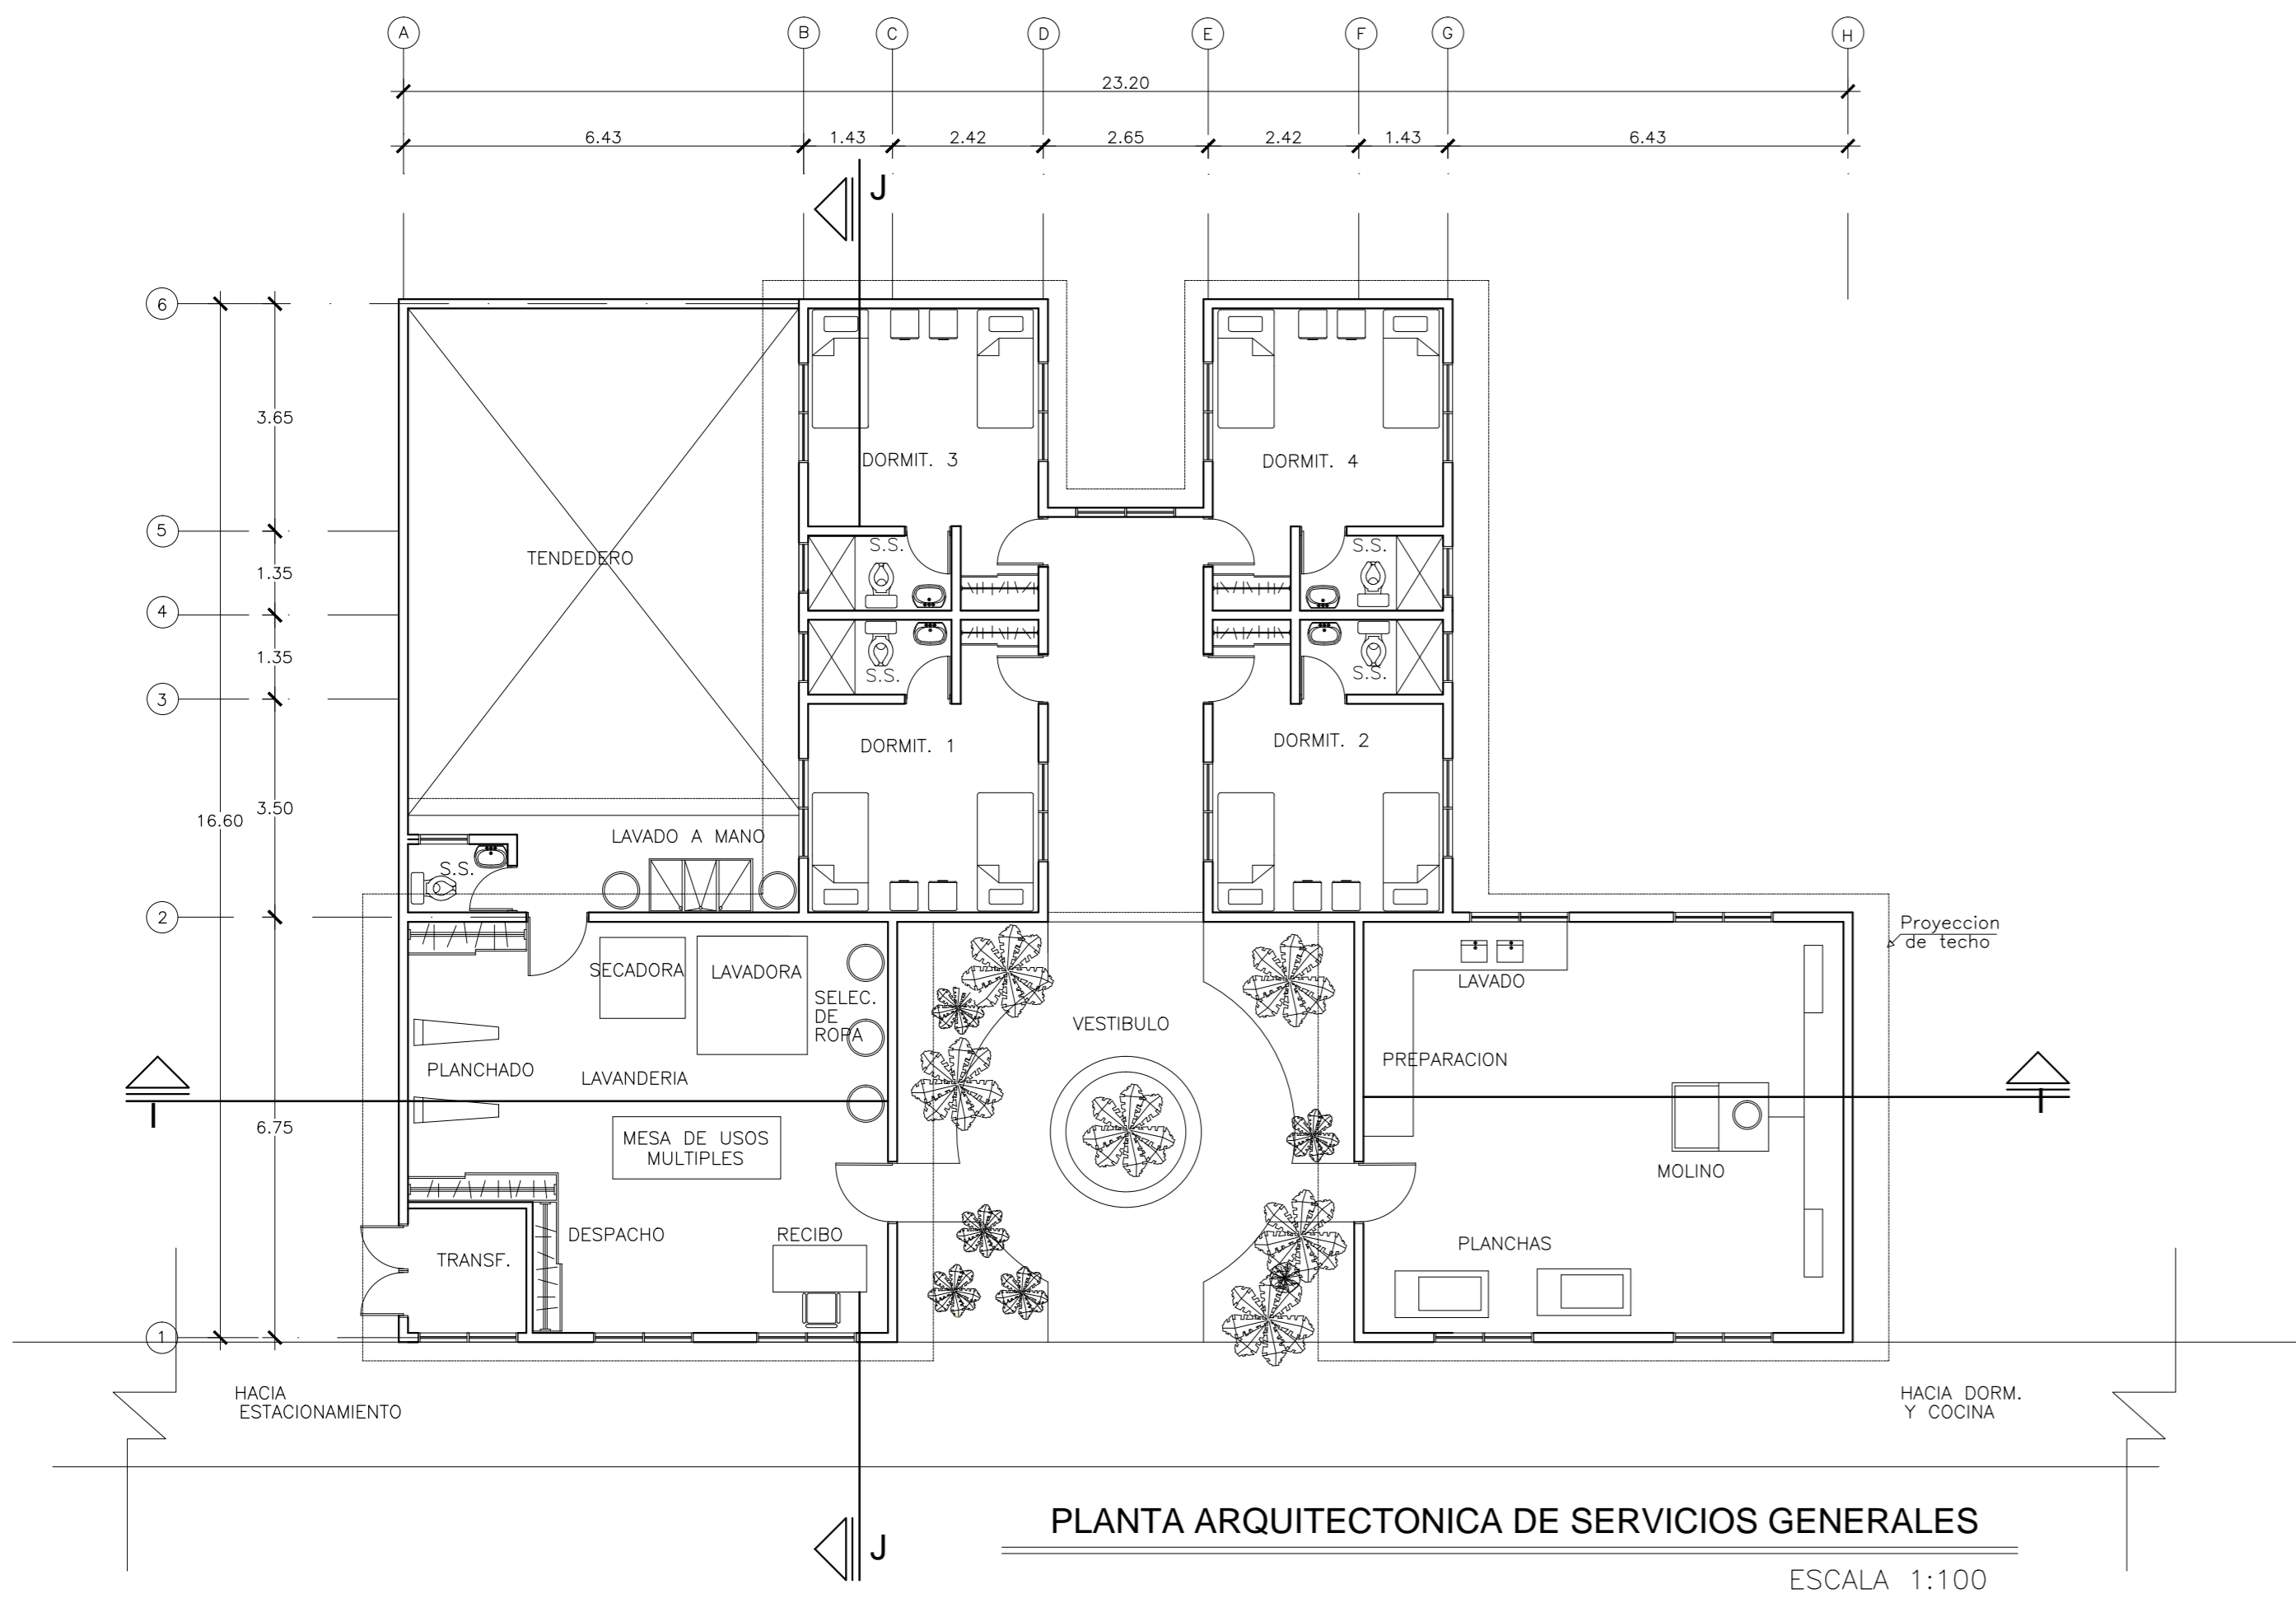 A B C D E F G H
23.20
6.43 1.43 2.42 2.65 2.42 1.43 6.43
J
6
3.65
DORMIT. 3
DORMIT. 4
5
S.S.
S.S.
TENDEDERO
1.35
4
1.35
S.S.
S.S.
3
DORMIT. 1
DORMIT. 2
3.50
16.60
LAVADO A MANO
S.S.
2
Proyeccion
de techo
SECADORA
LAVADORA
LAVADO
SELEC.
DE
ROPA
VESTIBULO
PREPARACION
PLANCHADO
LAVANDERIA
I
I
6.75
MESA DE USOS
MULTIPLES
MOLINO
DESPACHO
RECIBO
PLANCHAS
TRANSF.
1
HACIA
ESTACIONAMIENTO
HACIA DORM.
Y COCINA
J
PLANTA ARQUITECTONICA DE SERVICIOS GENERALES
ESCALA 1:100